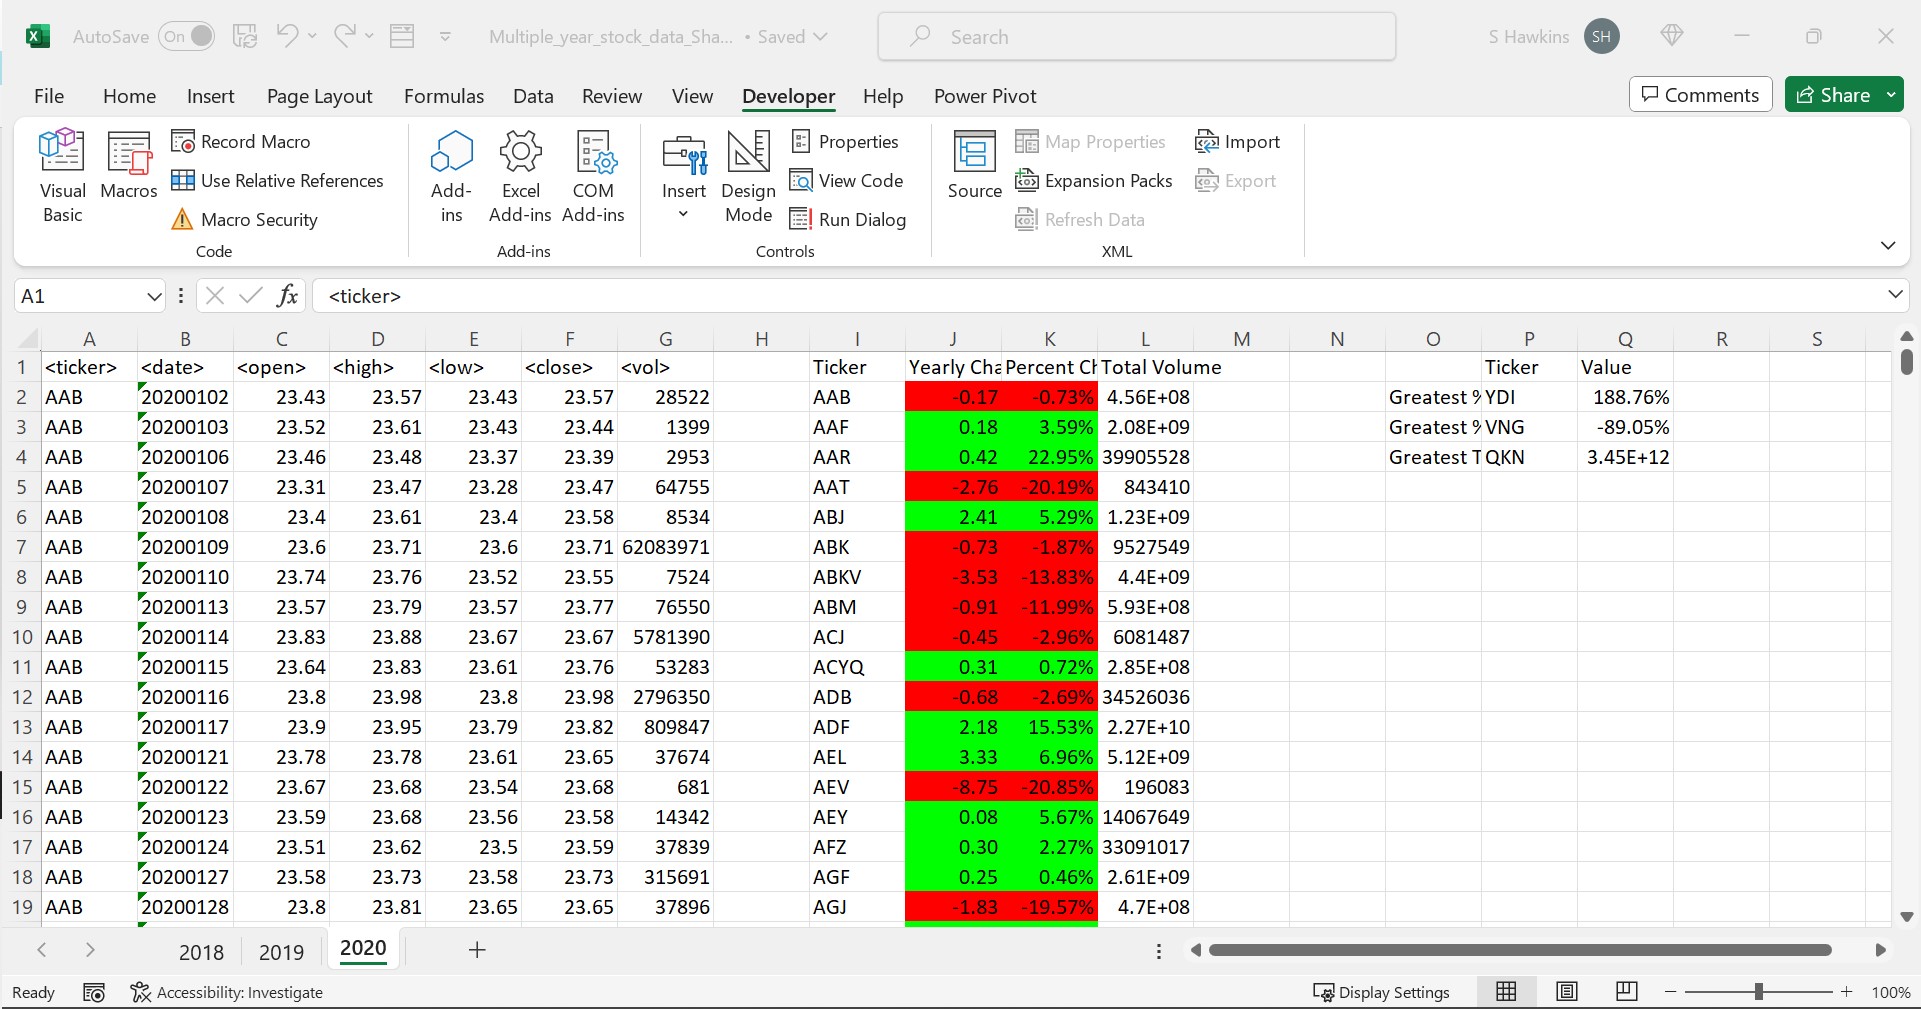 AutoSave On Multiple_year_stock_data_Sha... • Saved Search S Hawkins SH
File Home Insert Page Layout Formulas Data Review View Developer Help Power Pivot Comments Share
Visual Basic
Macros
Record Macro
Use Relative References
Macro Security
Code
Add-ins
Excel Add-ins
COM Add-ins
Add-ins
Insert
Design Mode
Properties
View Code
Run Dialog
Controls
Source
Map Properties
Expansion Packs
Refresh Data
Import
Export
XML
A1 fx <ticker>
A B C D E F G H I J K L M N O P Q R S
1 <ticker> <date> <open> <high> <low> <close> <vol> Ticker Yearly Cha Percent Ch Total Volume Ticker Value
2 AAB 20200102 23.43 23.57 23.43 23.57 28522 AAB -0.17 -0.73% 4.56E+08 Greatest % YDI 188.76%
3 AAB 20200103 23.52 23.61 23.43 23.44 1399 AAF 0.18 3.59% 2.08E+09 Greatest % VNG -89.05%
4 AAB 20200106 23.46 23.48 23.37 23.39 2953 AAR 0.42 22.95% 39905528 Greatest T QKN 3.45E+12
5 AAB 20200107 23.31 23.47 23.28 23.47 64755 AAT -2.76 -20.19% 843410
6 AAB 20200108 23.4 23.61 23.4 23.58 8534 ABJ 2.41 5.29% 1.23E+09
7 AAB 20200109 23.6 23.71 23.6 23.71 62083971 ABK -0.73 -1.87% 9527549
8 AAB 20200110 23.74 23.76 23.52 23.55 7524 ABKV -3.53 -13.83% 4.4E+09
9 AAB 20200113 23.57 23.79 23.57 23.77 76550 ABM -0.91 -11.99% 5.93E+08
10 AAB 20200114 23.83 23.88 23.67 23.67 5781390 ACJ -0.45 -2.96% 6081487
11 AAB 20200115 23.64 23.83 23.61 23.76 53283 ACYQ 0.31 0.72% 2.85E+08
12 AAB 20200116 23.8 23.98 23.8 23.98 2796350 ADB -0.68 -2.69% 34526036
13 AAB 20200117 23.9 23.95 23.79 23.82 809847 ADF 2.18 15.53% 2.27E+10
14 AAB 20200121 23.78 23.78 23.61 23.65 37674 AEL 3.33 6.96% 5.12E+09
15 AAB 20200122 23.67 23.68 23.54 23.68 681 AEV -8.75 -20.85% 196083
16 AAB 20200123 23.59 23.68 23.56 23.58 14342 AEY 0.08 5.67% 14067649
17 AAB 20200124 23.51 23.62 23.5 23.59 37839 AFZ 0.30 2.27% 33091017
18 AAB 20200127 23.58 23.73 23.58 23.73 315691 AGF 0.25 0.46% 2.61E+09
19 AAB 20200128 23.8 23.81 23.65 23.65 37896 AGJ -1.83 -19.57% 4.7E+08
2018 2019 2020
Ready Accessibility: Investigate Display Settings 100%